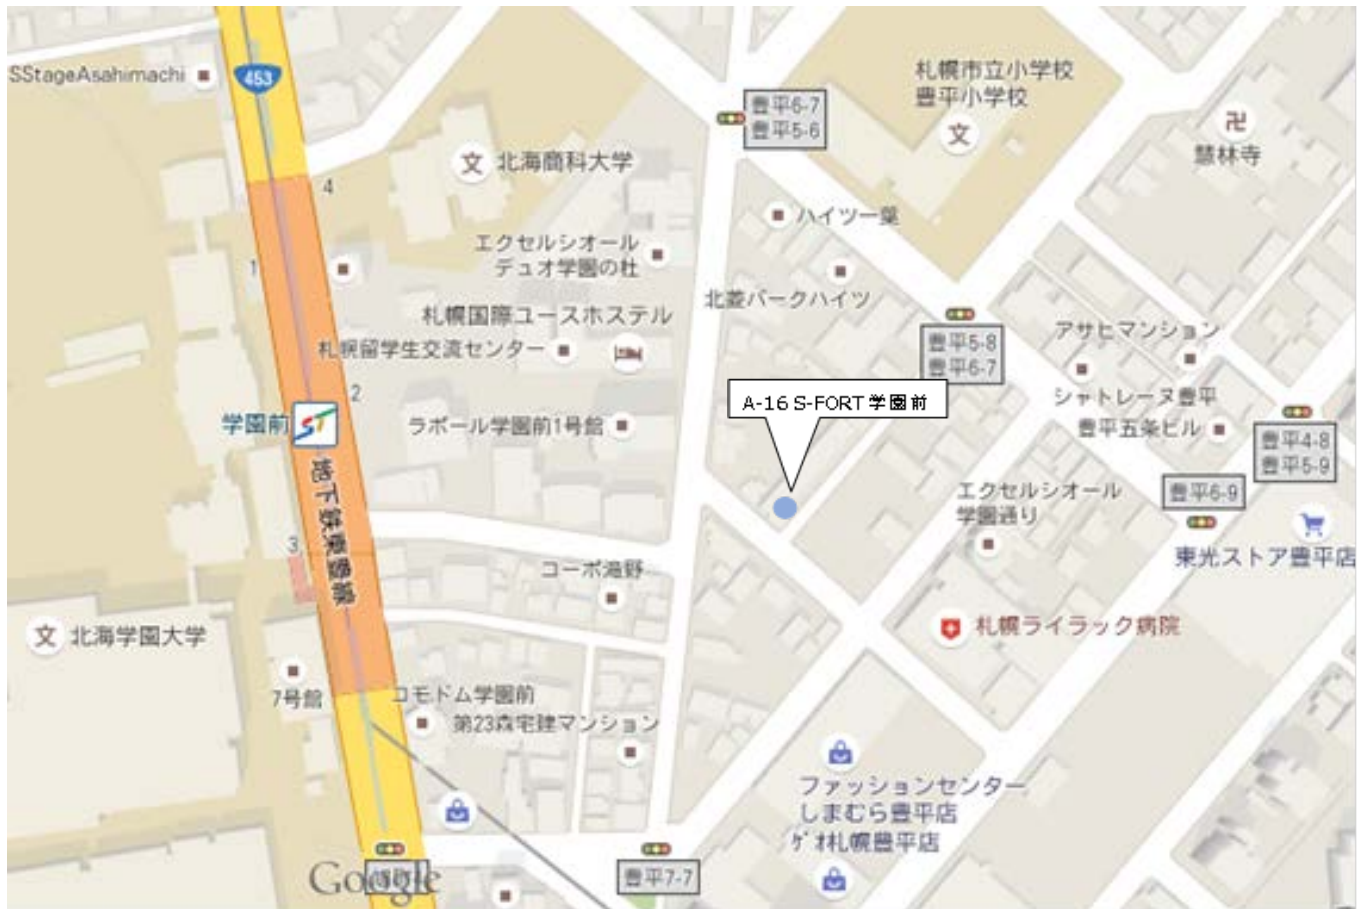 453
SStageAsahimachi
札幌市立小学校
豊平小学校
豊平6-7
豊平5-6
慧林寺
北海商科大学
4
ハイツ一葉
エクセルシオール
デュオ学園の杜
1
北菱パークハイツ
札幌国際ユースホステル
札幌留学生交流センター
豊平5-8
豊平6-7
アサヒマンション
2
A-16 S-FORT 学園前
シャトレーヌ豊平
学園前
ST
ラポール学園前1号館
豊平五条ビル
豊平4-8
豊平5-9
地下鉄東豊線
エクセルシオール
学園通り
豊平6-9
3
東光ストア豊平店
コーポ湯野
北海学園大学
札幌ライラック病院
7号館
コモドム学園前
第23森宅建マンション
ファッションセンター
しまむら豊平店
ゲオ札幌豊平店
Google
豊平7-7